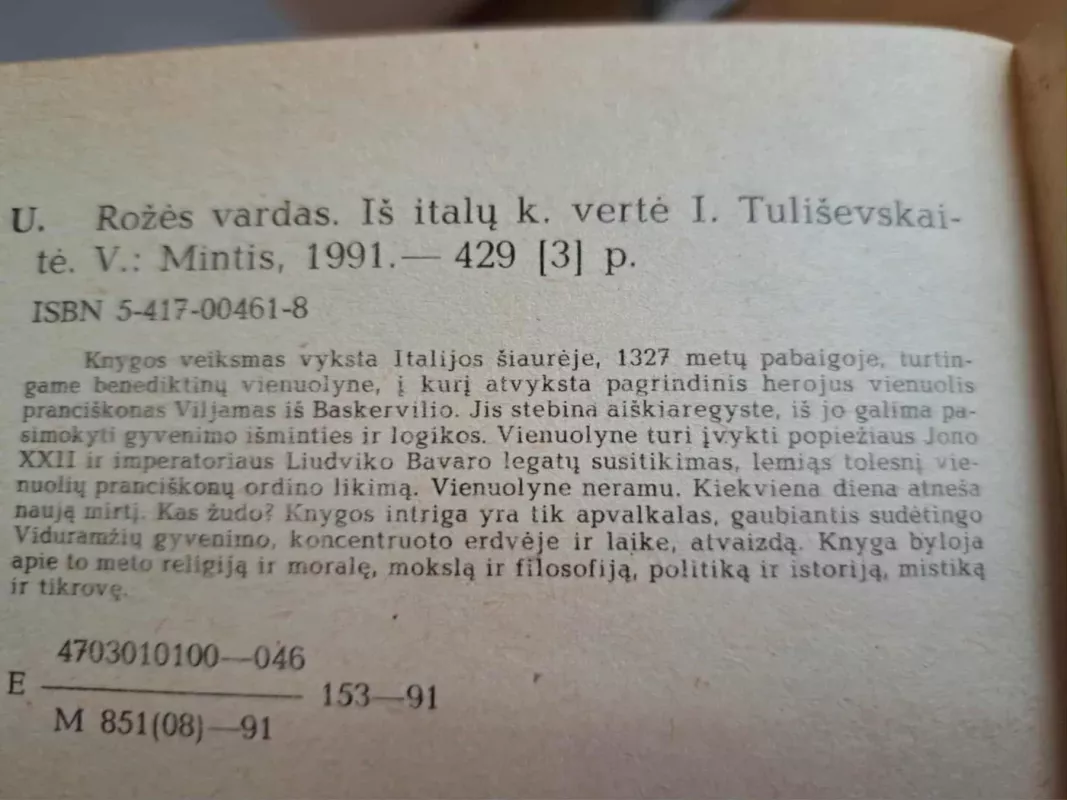 U. Rožės vardas. Iš italų k. vertė I. Tuliševskai-
tė. V.: Mintis, 1991.— 429 [3] p.
ISBN 5-417-00461-8
Knygos veiksmas vyksta Italijos šiaurėje, 1327 metų pabaigoje, turtin-
game benediktinų vienuolyne, į kurį atvyksta pagrindinis herojus vienuolis
pranciškonas Viljamas iš Baskervilio. Jis stebina aiškiaregyste, iš jo galima pa-
simokyti gyvenimo išminties ir logikos. Vienuolyne turi įvykti popiežiaus Jono
XXII ir imperatoriaus Liudviko Bavaro legatų susitikimas, lemiąs tolesnį vie-
nuolių pranciškonų ordino likimą. Vienuolyne neramu. Kiekviena diena atneša
naują mirtį. Kas žudo? Knygos intriga yra tik apvalkalas, gaubiantis sudėtingo
Viduramžių gyvenimo, koncentruoto erdvėje ir laike, atvaizdą. Knyga byloja
apie to meto religiją ir moralę, mokslą ir filosofiją, politiką ir istoriją, mistiką
ir tikrovę.
4703010100—046
E 153—91
M 851(08)—91